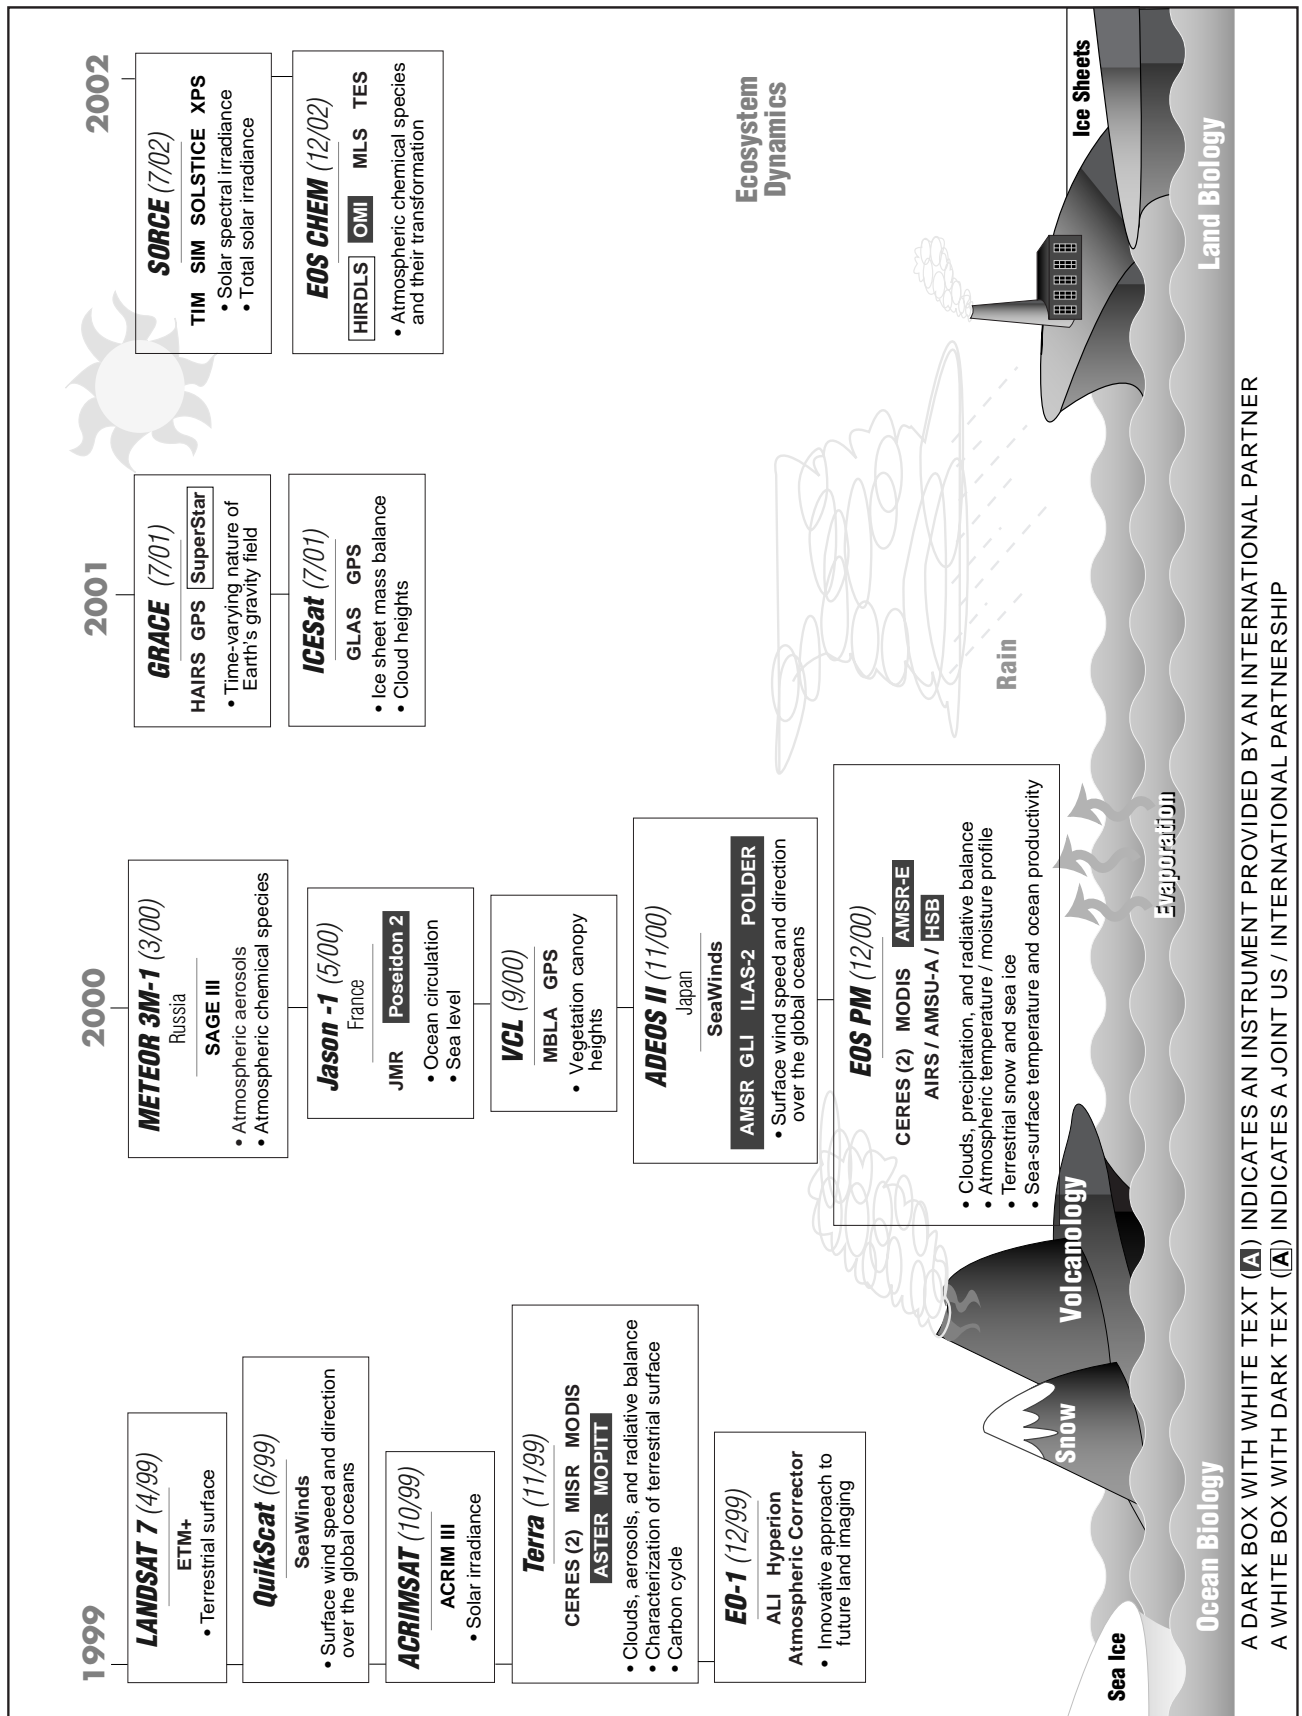 1999
LANDSAT 7 (4/99)
ETM+
• Terrestrial surface
QuikScat (6/99)
SeaWinds
• Surface wind speed and direction
over the global oceans
ACRIMSAT (10/99)
ACRIM III
• Solar irradiance
Terra (11/99)
CERES (2) MISR MODIS
ASTER MOPITT
• Clouds, aerosols, and radiative balance
• Characterization of terrestrial surface
• Carbon cycle
EO-1 (12/99)
ALI Hyperion
Atmospheric Corrector
• Innovative approach to
future land imaging
2000
METEOR 3M-1 (3/00)
Russia
SAGE III
• Atmospheric aerosols
• Atmospheric chemical species
Jason -1 (5/00)
France
JMR Poseidon 2
• Ocean circulation
• Sea level
VCL (9/00)
MBLA GPS
• Vegetation canopy
heights
ADEOS II (11/00)
Japan
SeaWinds
AMSR GLI ILAS-2 POLDER
• Surface wind speed and direction
over the global oceans
EOS PM (12/00)
CERES (2) MODIS AMSR-E
AIRS / AMSU-A / HSB
• Clouds, precipitation, and radiative balance
• Atmospheric temperature / moisture profile
• Terrestrial snow and sea ice
• Sea-surface temperature and ocean productivity
2001
GRACE (7/01)
HAIRS GPS SuperStar
• Time-varying nature of
Earth's gravity field
ICESat (7/01)
GLAS GPS
• Ice sheet mass balance
• Cloud heights
2002
SORCE (7/02)
TIM SIM SOLSTICE XPS
• Solar spectral irradiance
• Total solar irradiance
EOS CHEM (12/02)
HIRDLS OMI MLS TES
• Atmospheric chemical species
and their transformation
Ecosystem
Dynamics
Rain
Sea Ice
Snow
Volcanology
Evaporation
Ice Sheets
Ocean Biology
Land Biology
A DARK BOX WITH WHITE TEXT (A) INDICATES AN INSTRUMENT PROVIDED BY AN INTERNATIONAL PARTNER
A WHITE BOX WITH DARK TEXT (A) INDICATES A JOINT US / INTERNATIONAL PARTNERSHIP